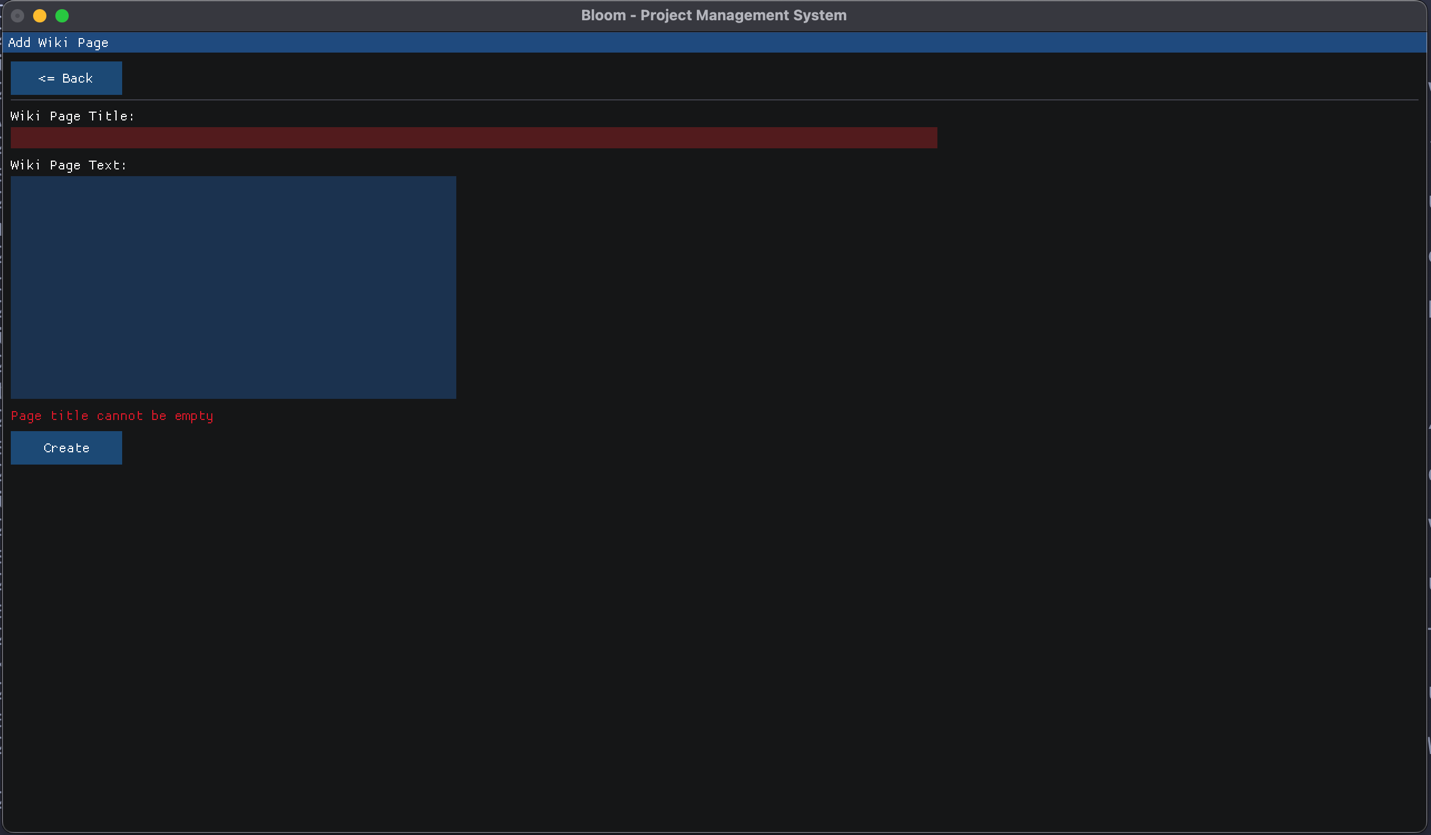 Bloom - Project Management System
Add Wiki Page
<= Back
Wiki Page Title:
Wiki Page Text:
Page title cannot be empty
Create